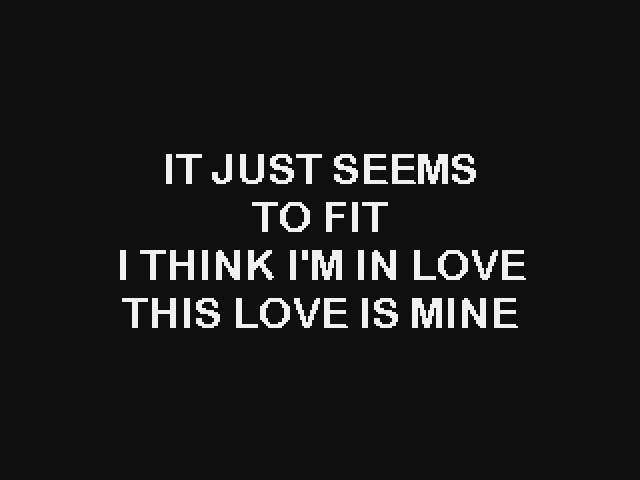 IT JUST SEEMS
TO FIT
I THINK I'M IN LOVE
THIS LOVE IS MINE